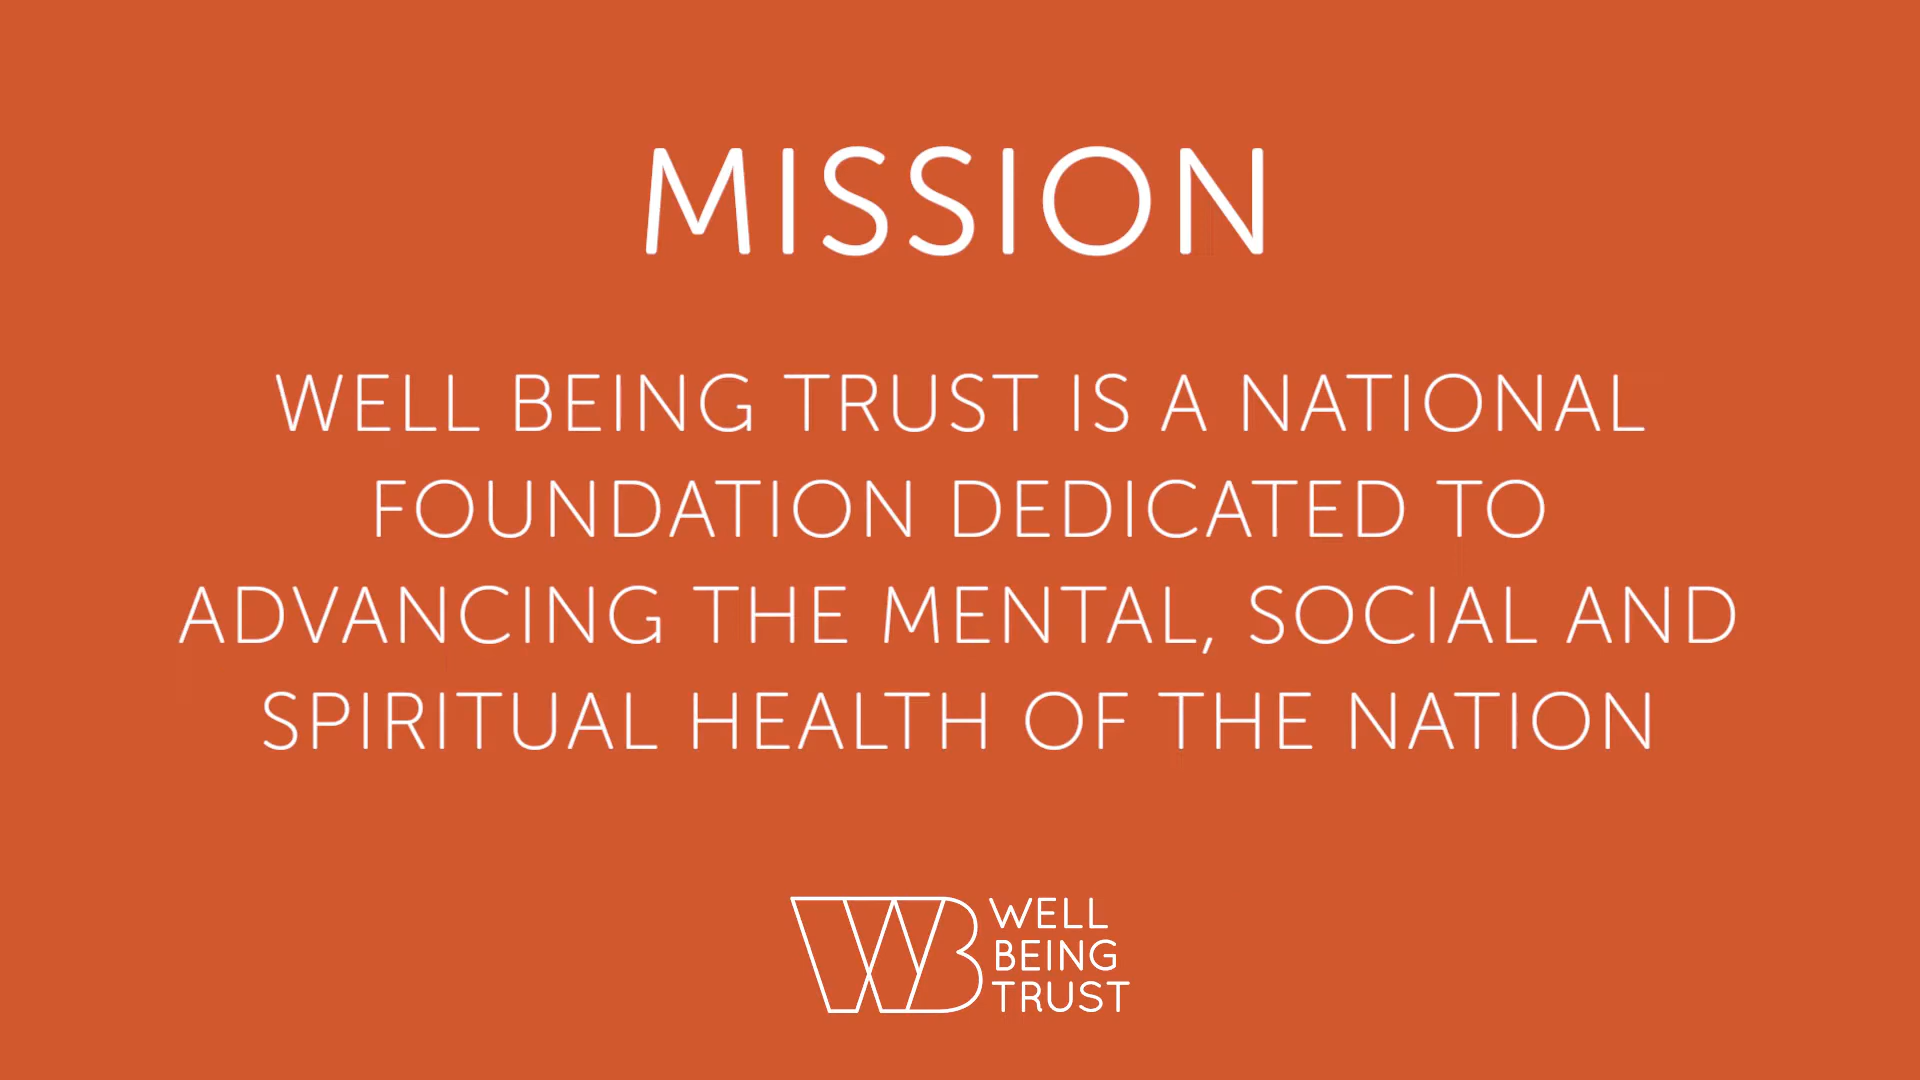 MISSION
WELL BEING TRUST IS A NATIONAL
FOUNDATION DEDICATED TO
ADVANCING THE MENTAL, SOCIAL AND
SPIRITUAL HEALTH OF THE NATION
WB
WELL
BEING
TRUST